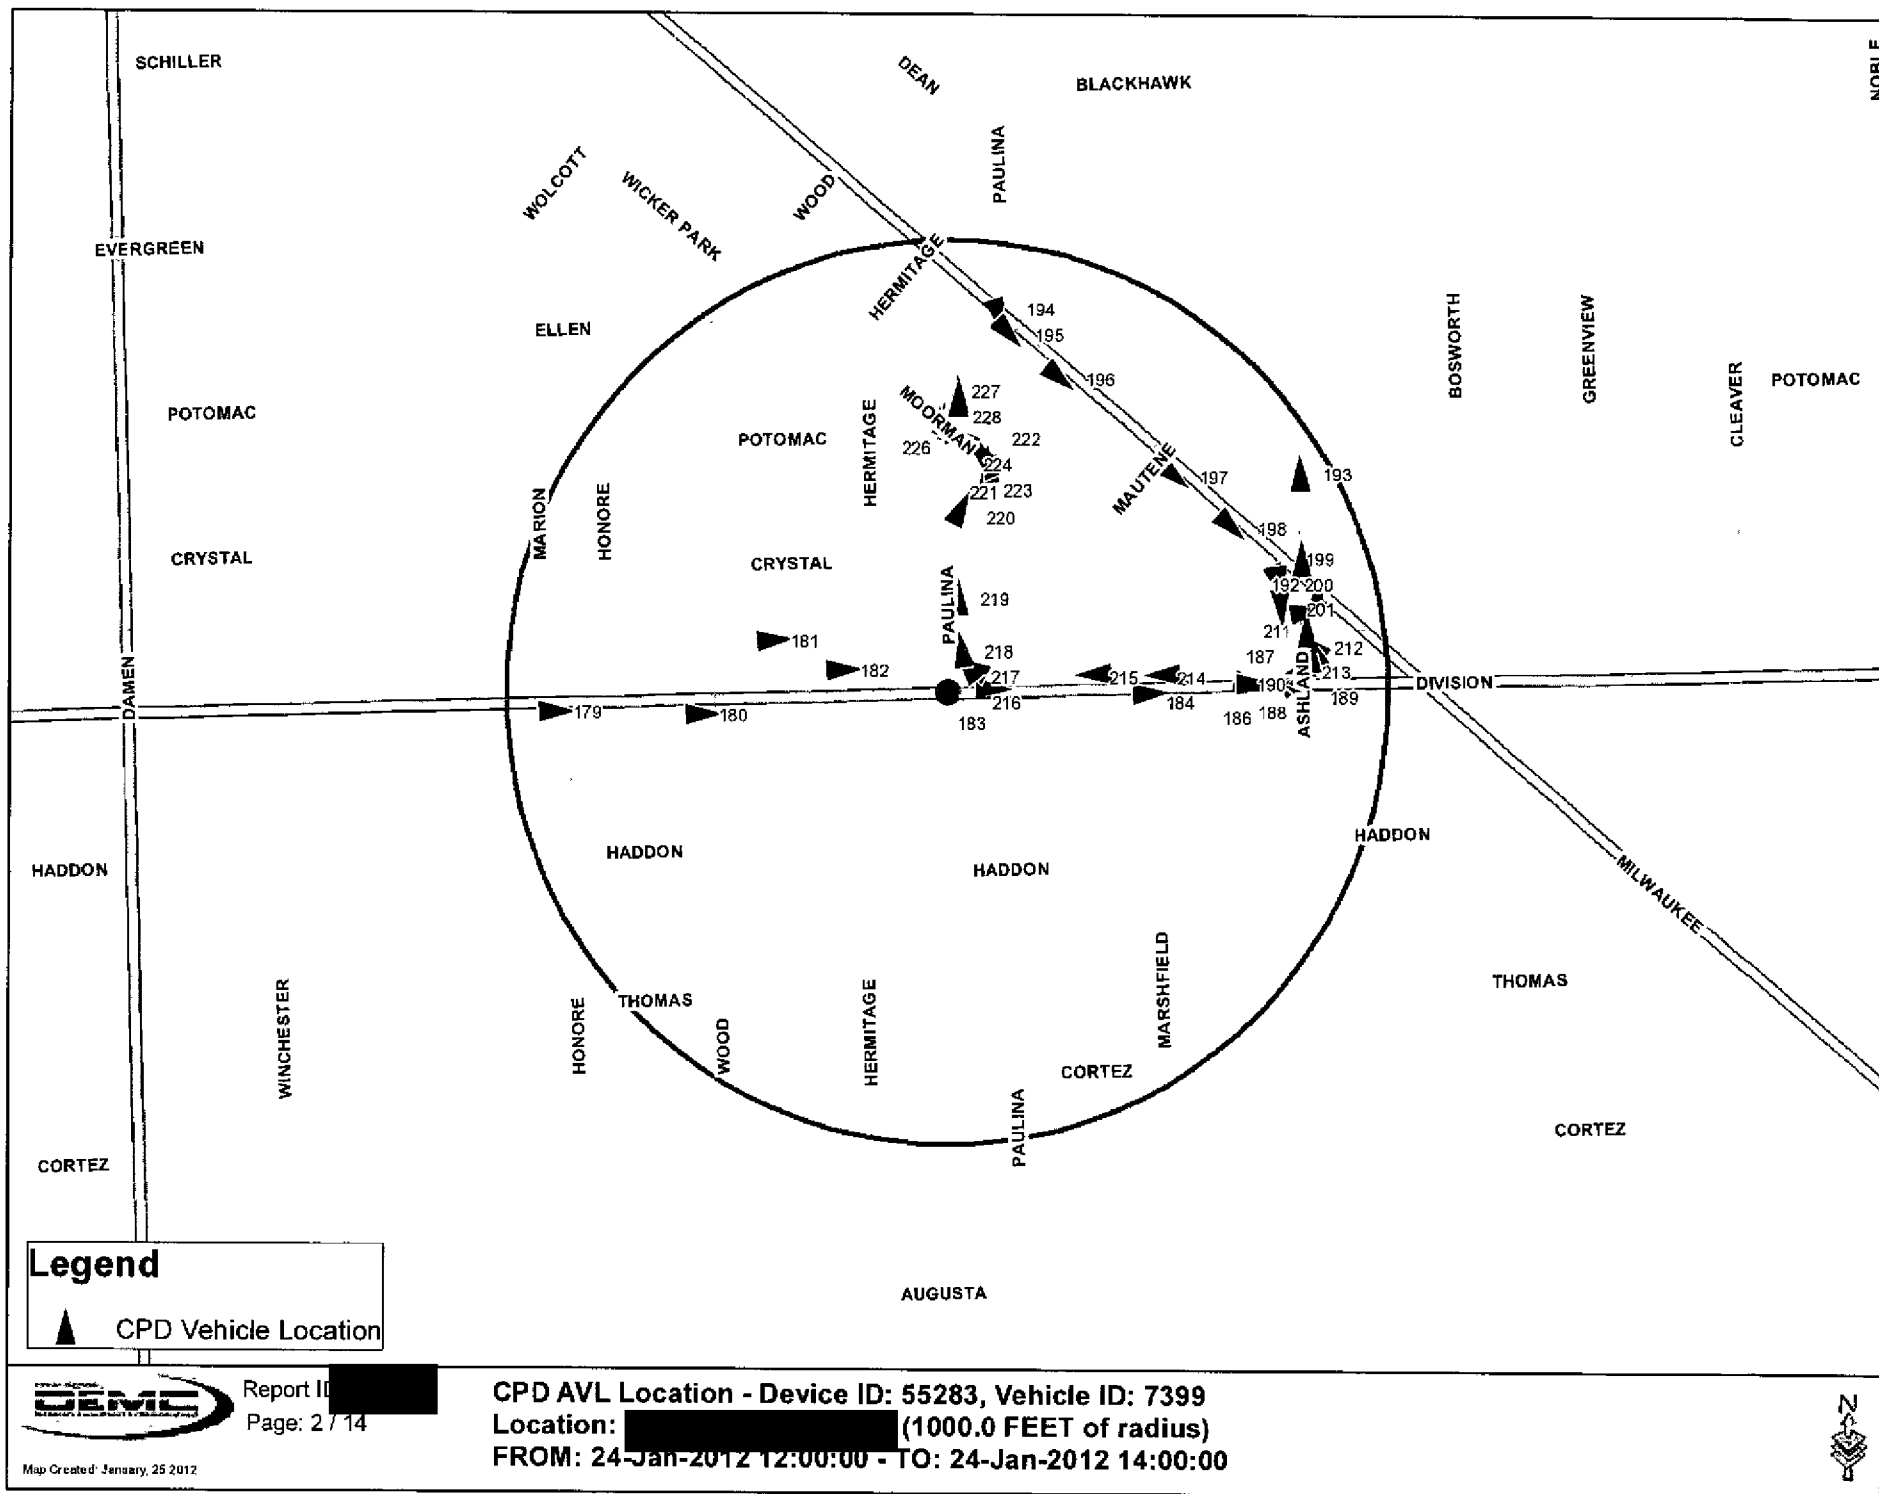 SCHILLER
DEAN
BLACKHAWK
NOBLE
PAULINA
WOLCOTT
WICKER PARK
WOOD
EVERGREEN
HERMITAGE
194
ELLEN
195
BOSWORTH
GREENVIEW
196
CLEAVER
POTOMAC
227
MOORMAN
228
POTOMAC
POTOMAC
HERMITAGE
226
222
224
MAUTENE
197
193
221
223
220
MARION
HONORE
198
CRYSTAL
CRYSTAL
199
192
200
PAULINA
219
201
211
181
212
218
187
182
217
215
214
190
213
DAMEN
ASHLAND
DIVISION
216
184
189
179
180
183
186
188
HADDON
HADDON
HADDON
HADDON
MILWAUKEE
WINCHESTER
HONORE
THOMAS
WOOD
HERMITAGE
MARSHFIELD
THOMAS
CORTEZ
PAULINA
CORTEZ
CORTEZ
AUGUSTA
Legend
CPD Vehicle Location
OEMC
Report ID
Page: 2 / 14
Map Created: January, 25 2012
CPD AVL Location - Device ID: 55283, Vehicle ID: 7399
Location: (1000.0 FEET of radius)
FROM: 24-Jan-2012 12:00:00 - TO: 24-Jan-2012 14:00:00
N